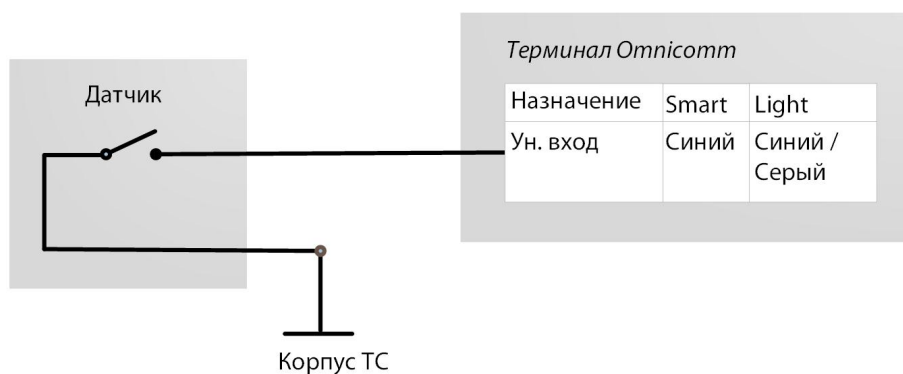 Терминал Omnicomm
Датчик
Назначение Smart Light
Ун. вход Синий Синий /
Серый
Корпус ТС